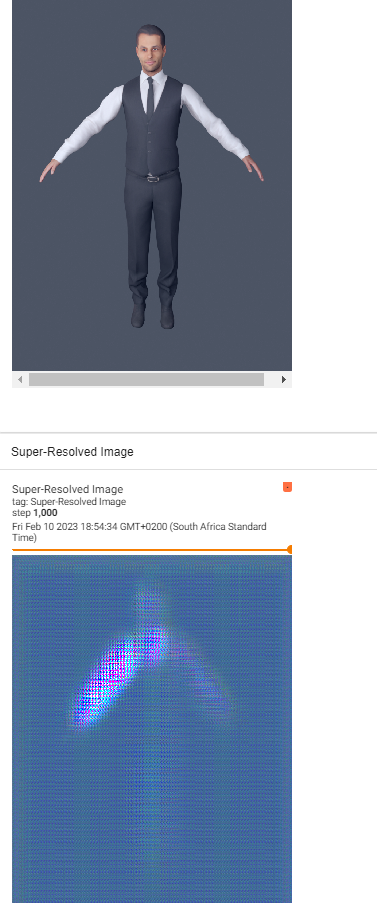 Super-Resolved Image
Super-Resolved Image
tag: Super-Resolved Image
step 1,000
Fri Feb 10 2023 18:54:34 GMT+0200 (South Africa Standard
Time)